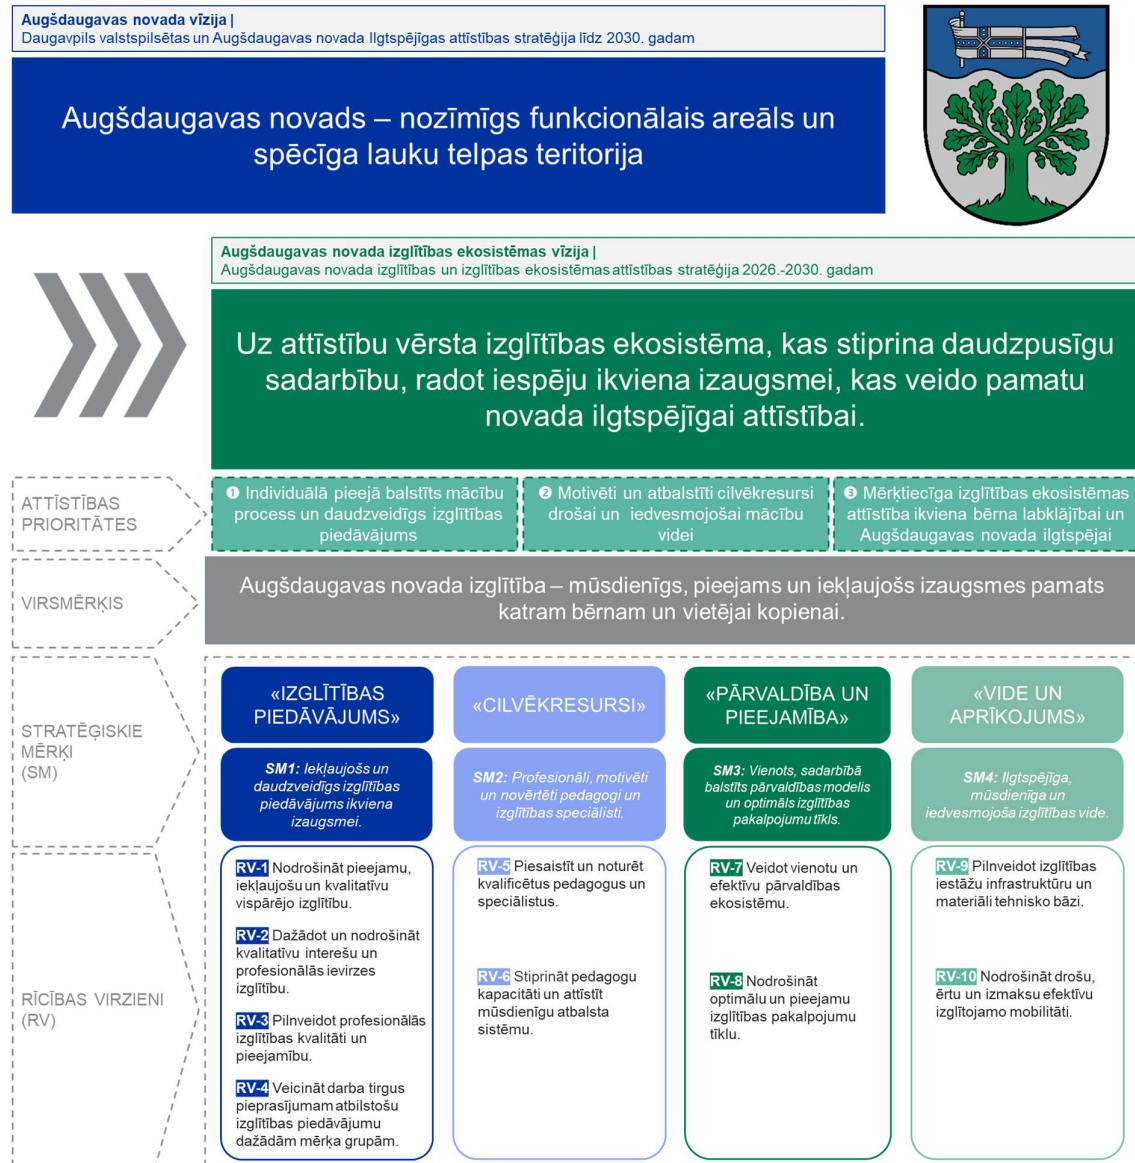 Augšdaugavas novada vīzija |
Daugavpils valstspilsētas un Augšdaugavas novada Ilgtspējīgas attīstības stratēģija līdz 2030. gadam
Augšdaugavas novads – nozīmīgs funkcionālais areāls un
spēcīga lauku telpas teritorija
Augšdaugavas novada izglītības ekosistēmas vīzija |
Augšdaugavas novada izglītības un izglītības ekosistēmas attīstības stratēģija 2026.-2030. gadam
Uz attīstību vērsta izglītības ekosistēma, kas stiprina daudzpusīgu
sadarbību, radot iespēju ikviena izaugsmei, kas veido pamatu
novada ilgtspējīgai attīstībai.
ATTĪSTĪBAS
PRIORITĀTES
❶ Individuālā pieejā balstīts mācību
process un daudzveidīgs izglītības
piedāvājums
❷ Motivēti un atbalstīti cilvēkresursi
drošai un iedvesmojošai mācību
videi
❸ Mērķtiecīga izglītības ekosistēmas
attīstība ikviena bērna labklājībai un
Augšdaugavas novada ilgtspējai
VIRSMĒRĶIS
Augšdaugavas novada izglītība – mūsdienīgs, pieejams un iekļaujošs izaugsmes pamats
katram bērnam un vietējai kopienai.
STRATĒĢISKIE
MĒRĶI
(SM)
«IZGLĪTĪBAS
PIEDĀVĀJUMS»
«CILVĒKRESURSI»
«PĀRVALDĪBA UN
PIEEJAMĪBA»
«VIDE UN
APRĪKOJUMS»
SM1: Iekļaujošs un
daudzveidīgs izglītības
piedāvājums ikviena
izaugsmei.
SM2: Profesionāli, motivēti
un novērtēti pedagogi un
izglītības speciālisti.
SM3: Vienots, sadarbībā
balstīts pārvaldības modelis
un optimāls izglītības
pakalpojumu tīkls.
SM4: Ilgtspējīga,
mūsdienīga un
iedvesmojoša izglītības vide.
RĪCĪBAS VIRZIENI
(RV)
RV-1 Nodrošināt pieejamu,
iekļaujošu un kvalitatīvu
vispārējo izglītību.
RV-2 Dažādot un nodrošināt
kvalitatīvu interešu un
profesionālās ievirzes
izglītību.
RV-3 Pilnveidot profesionālās
izglītības kvalitāti un
pieejamību.
RV-4 Veicināt darba tirgus
pieprasījumam atbilstošu
izglītības piedāvājumu
dažādām mērķa grupām.
RV-5 Piesaistīt un noturēt
kvalificētus pedagogus un
speciālistus.
RV-6 Stiprināt pedagogu
kapacitāti un attīstīt
mūsdienīgu atbalsta
sistēmu.
RV-7 Veidot vienotu un
efektīvu pārvaldības
ekosistēmu.
RV-8 Nodrošināt
optimālu un pieejamu
izglītības pakalpojumu
tīklu.
RV-9 Pilnveidot izglītības
iestāžu infrastruktūru un
materiāli tehnisko bāzi.
RV-10 Nodrošināt drošu,
ērtu un izmaksu efektīvu
izglītojamo mobilitāti.